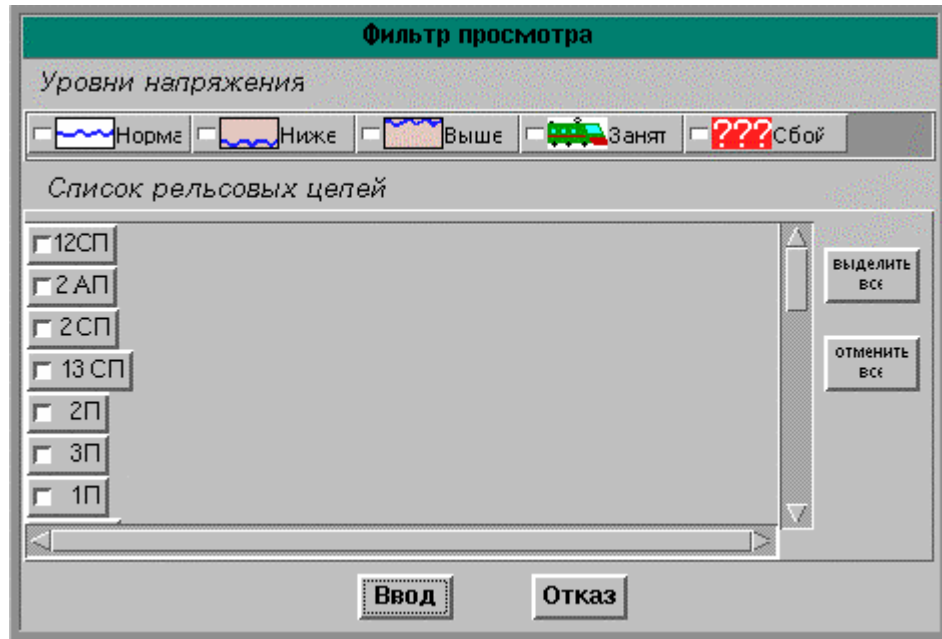 Фильтр просмотра
Уровни напряжения
Норма Ниже Выше Занят ???Сбой
Список рельсовых цепей
12СП
2 АП
2 СП
13 СП
2П
3П
1П
выделить
все
отменить
все
Ввод Отказ